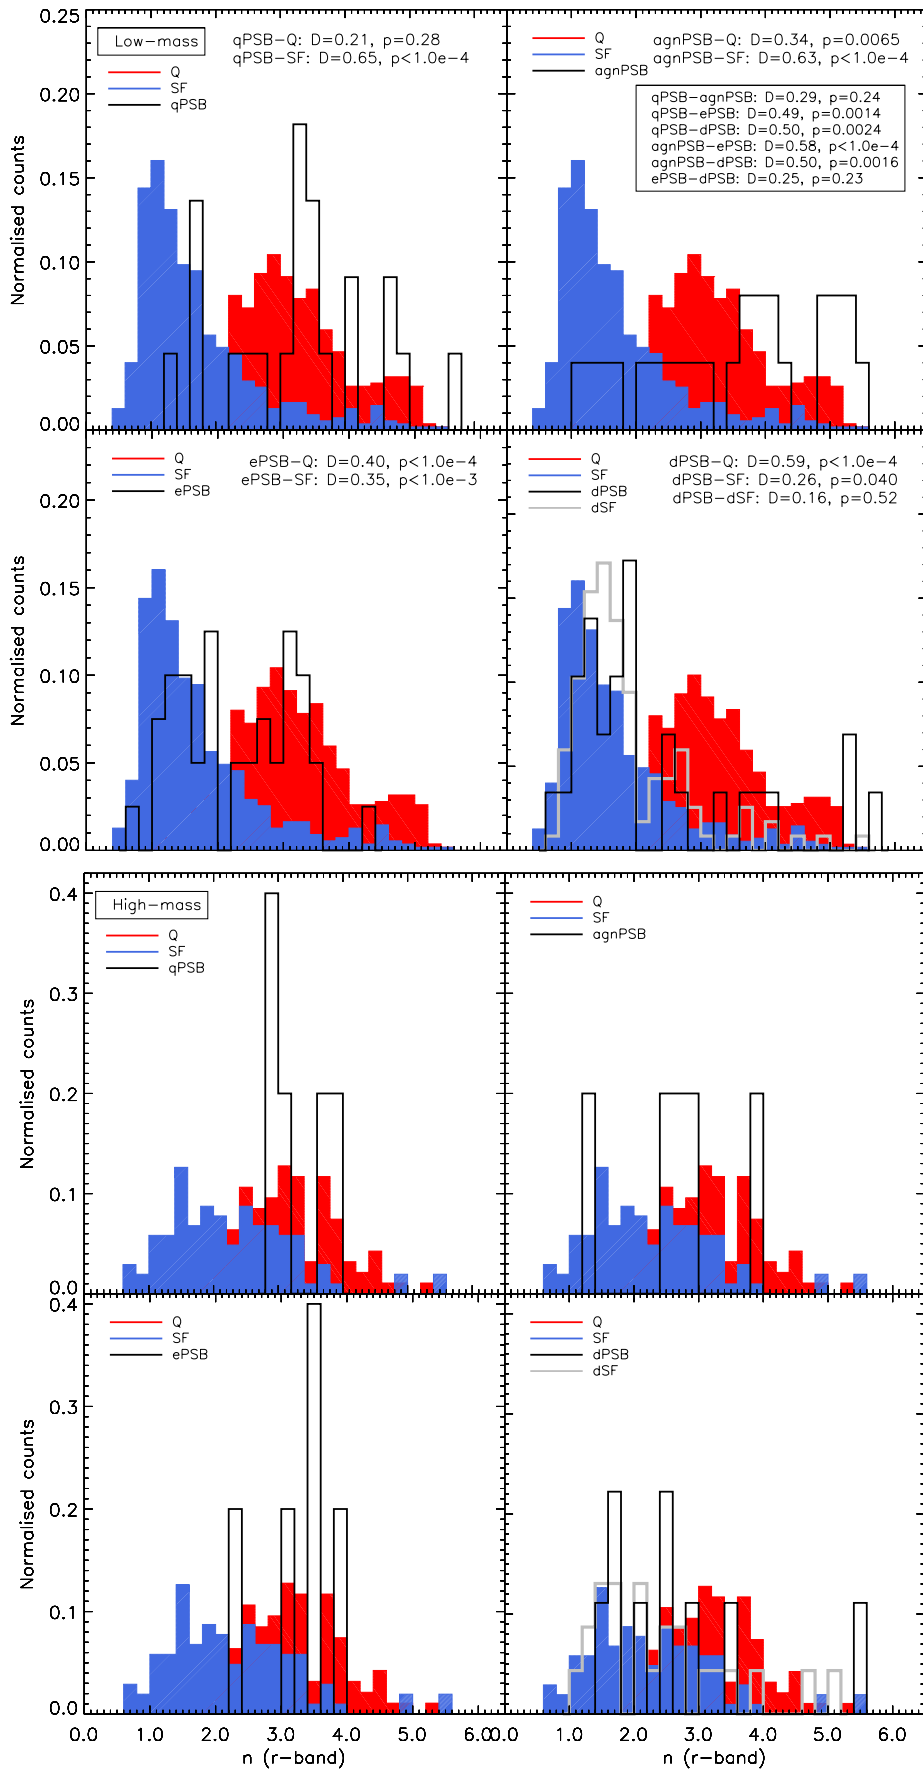 0.25
0.20
0.15
0.10
0.05
0.00
Normalised counts
Low-mass
Q
SF
qPSB
qPSB-Q: D=0.21, p=0.28
qPSB-SF: D=0.65, p<1.0e-4
Q
SF
agnPSB
agnPSB-Q: D=0.34, p=0.0065
agnPSB-SF: D=0.63, p<1.0e-4
qPSB-agnPSB: D=0.29, p=0.24
qPSB-ePSB: D=0.49, p=0.0014
qPSB-dPSB: D=0.50, p=0.0024
agnPSB-ePSB: D=0.58, p<1.0e-4
agnPSB-dPSB: D=0.50, p=0.0016
ePSB-dPSB: D=0.25, p=0.23
0.20
0.15
0.10
0.05
0.00
Normalised counts
Q
SF
ePSB
ePSB-Q: D=0.40, p<1.0e-4
ePSB-SF: D=0.35, p<1.0e-3
Q
SF
dPSB
dSF
dPSB-Q: D=0.59, p<1.0e-4
dPSB-SF: D=0.26, p=0.040
dPSB-dSF: D=0.16, p=0.52
0.4
0.3
0.2
0.1
0.0
Normalised counts
High-mass
Q
SF
qPSB
Q
SF
agnPSB
0.4
0.3
0.2
0.1
0.0
Normalised counts
Q
SF
ePSB
Q
SF
dPSB
dSF
0.0 1.0 2.0 3.0 4.0 5.0 6.0
n (r-band)
0.0 1.0 2.0 3.0 4.0 5.0 6.0
n (r-band)